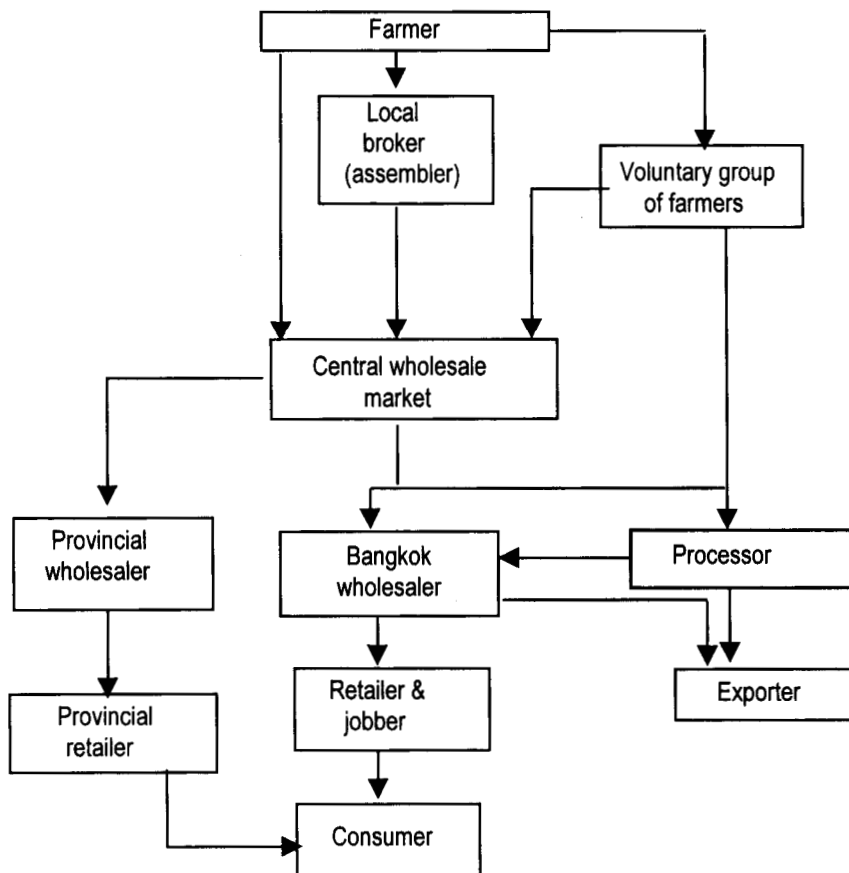 Farmer
Local
broker
(assembler)
Voluntary group
of farmers
Central wholesale
market
Provincial
wholesaler
Bangkok
wholesaler
Processor
Provincial
retailer
Retailer &
jobber
Exporter
Consumer